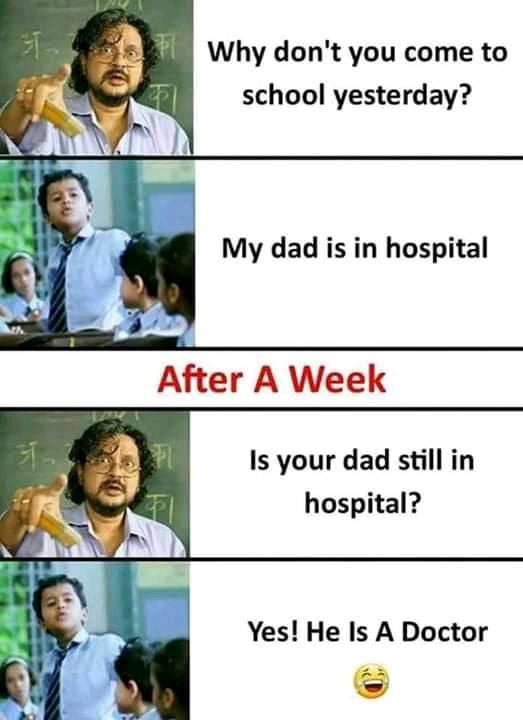 Why don't you come to
school yesterday?
My dad is in hospital
After A Week
Is your dad still in
hospital?
Yes! He Is A Doctor
😂